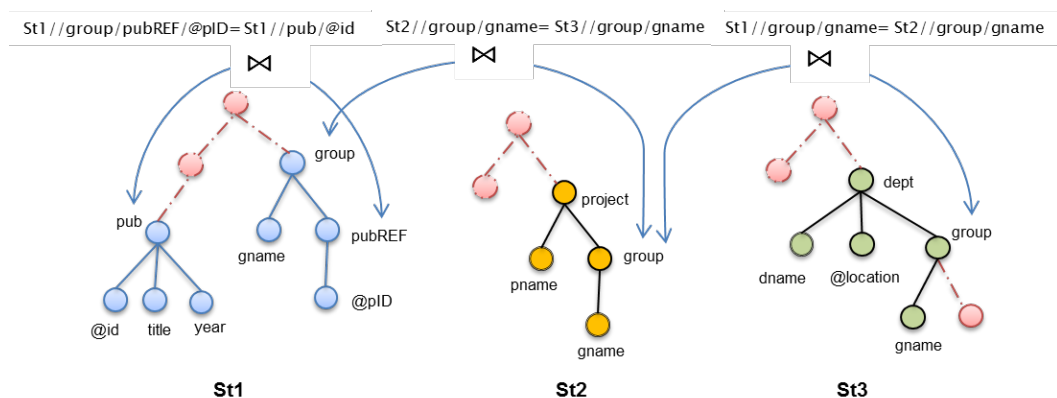 St1//group/pubREF/@pID= St1//pub/@id
St2//group/gname= St3//group/gname
St1//group/gname= St2//group/gname
⋈
⋈
⋈
group
pub
gname
pubREF
@id
title
year
@pID
St1
project
pname
group
gname
St2
dept
group
dname
@location
gname
St3